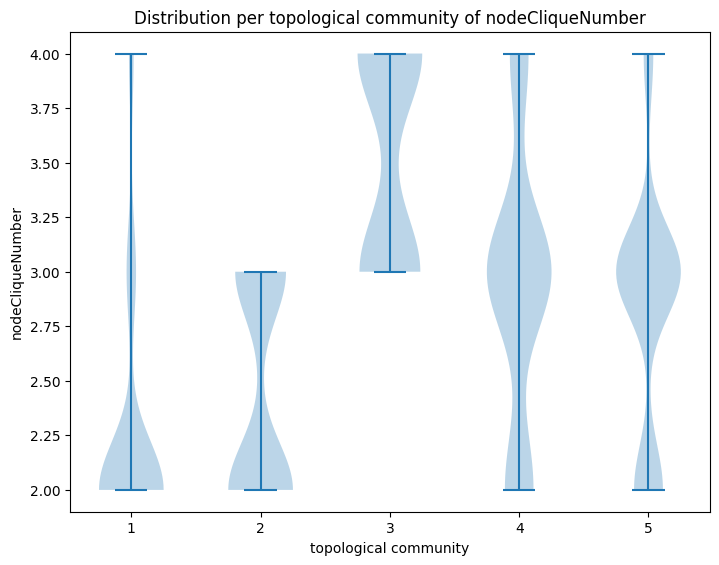 Distribution per topological community of nodeCliqueNumber
4.00
3.75
3.50
3.25
3.00
2.75
2.50
2.25
2.00
nodeCliqueNumber
1 2 3 4 5
topological community